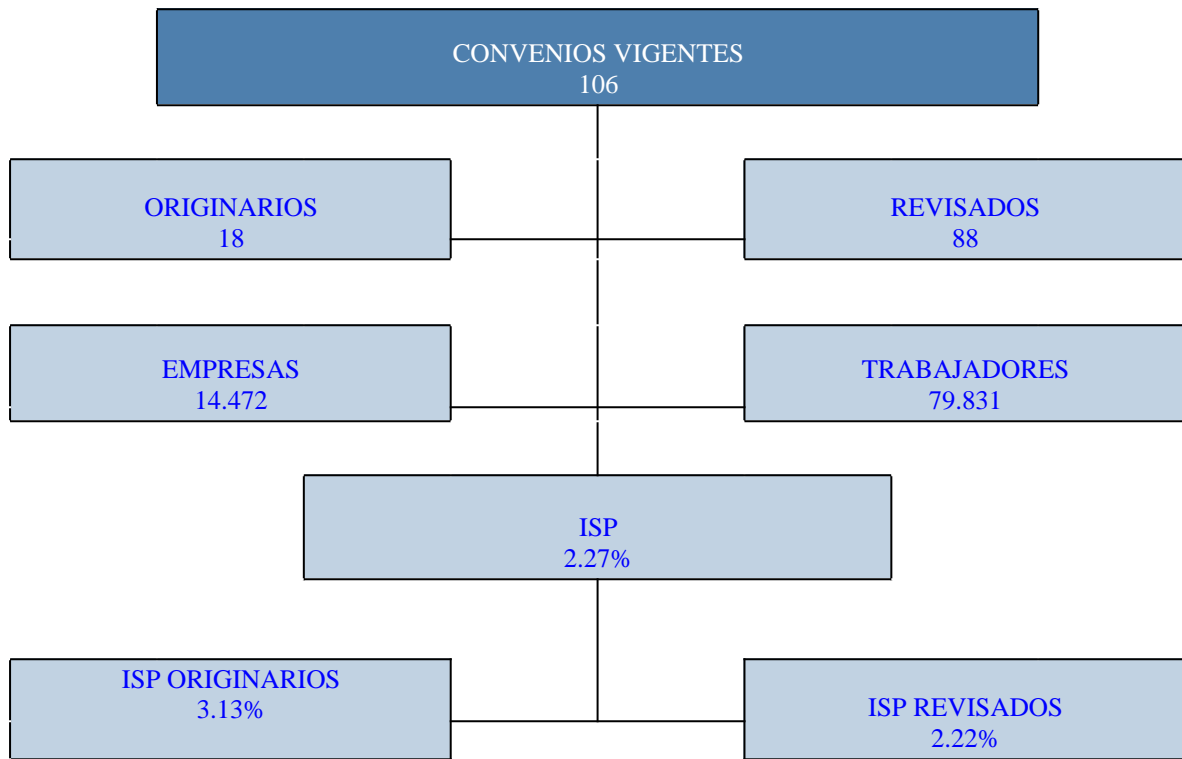 CONVENIOS VIGENTES
106
ORIGINARIOS
18
REVISADOS
88
EMPRESAS
14.472
TRABAJADORES
79.831
ISP
2.27%
ISP ORIGINARIOS
3.13%
ISP REVISADOS
2.22%